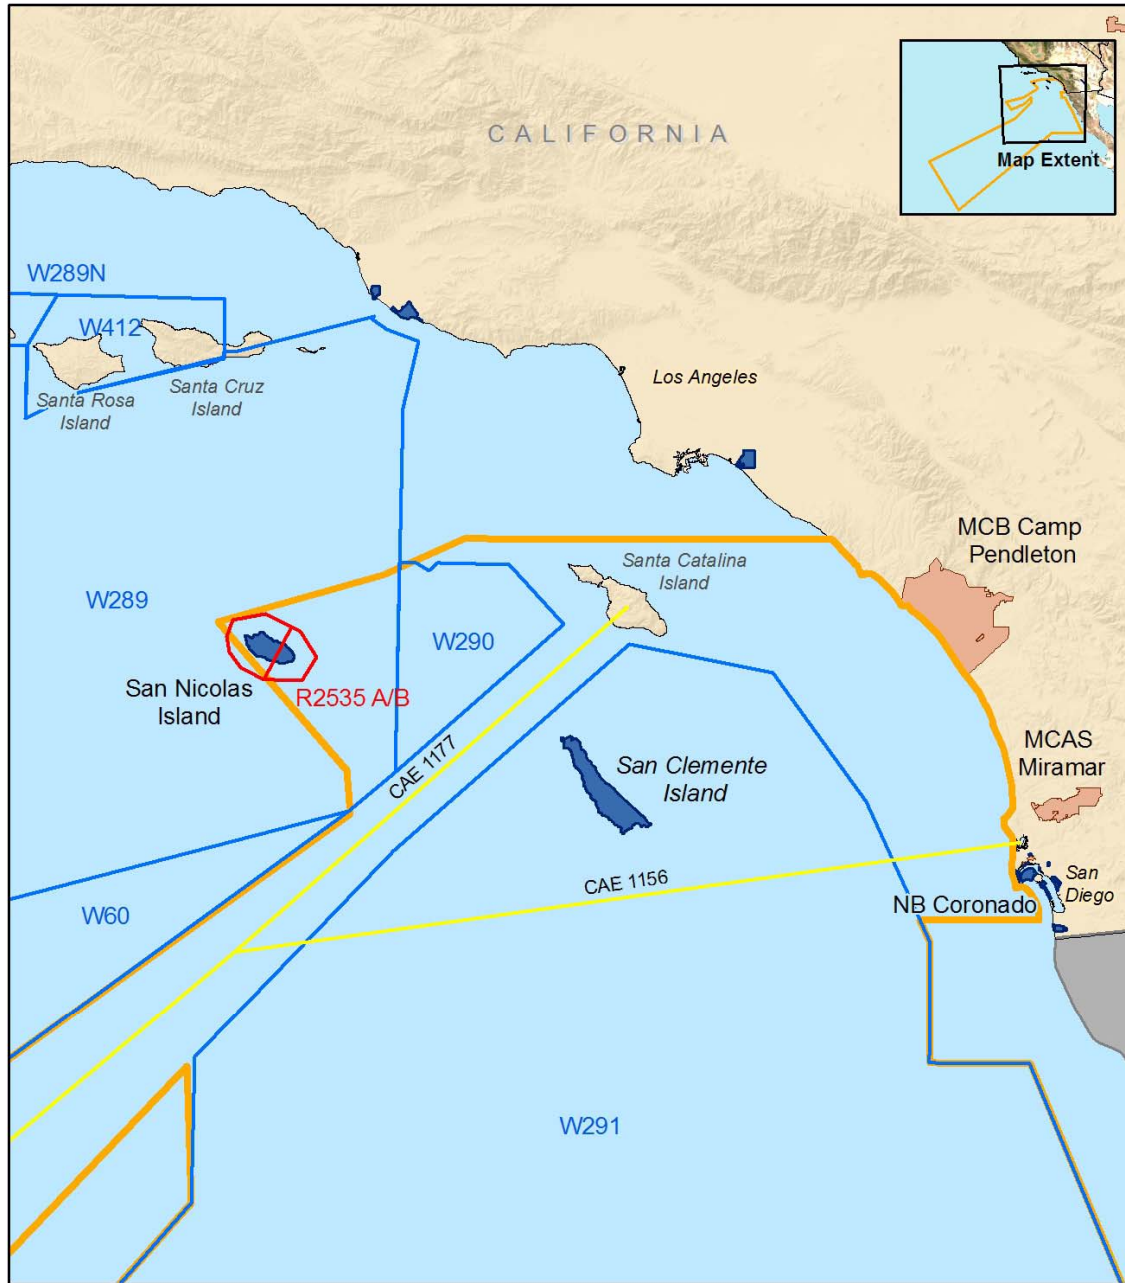 CALIFORNIA
Map Extent
W289N
W412
Santa Rosa
Island
Santa Cruz
Island
Los Angeles
MCB Camp
Pendleton
Santa Catalina
Island
W289
W290
San Nicolas
Island
R2535 A/B
CAE 1177
San Clemente
Island
MCAS
Miramar
CAE 1156
San
Diego
NB Coronado
W60
W291